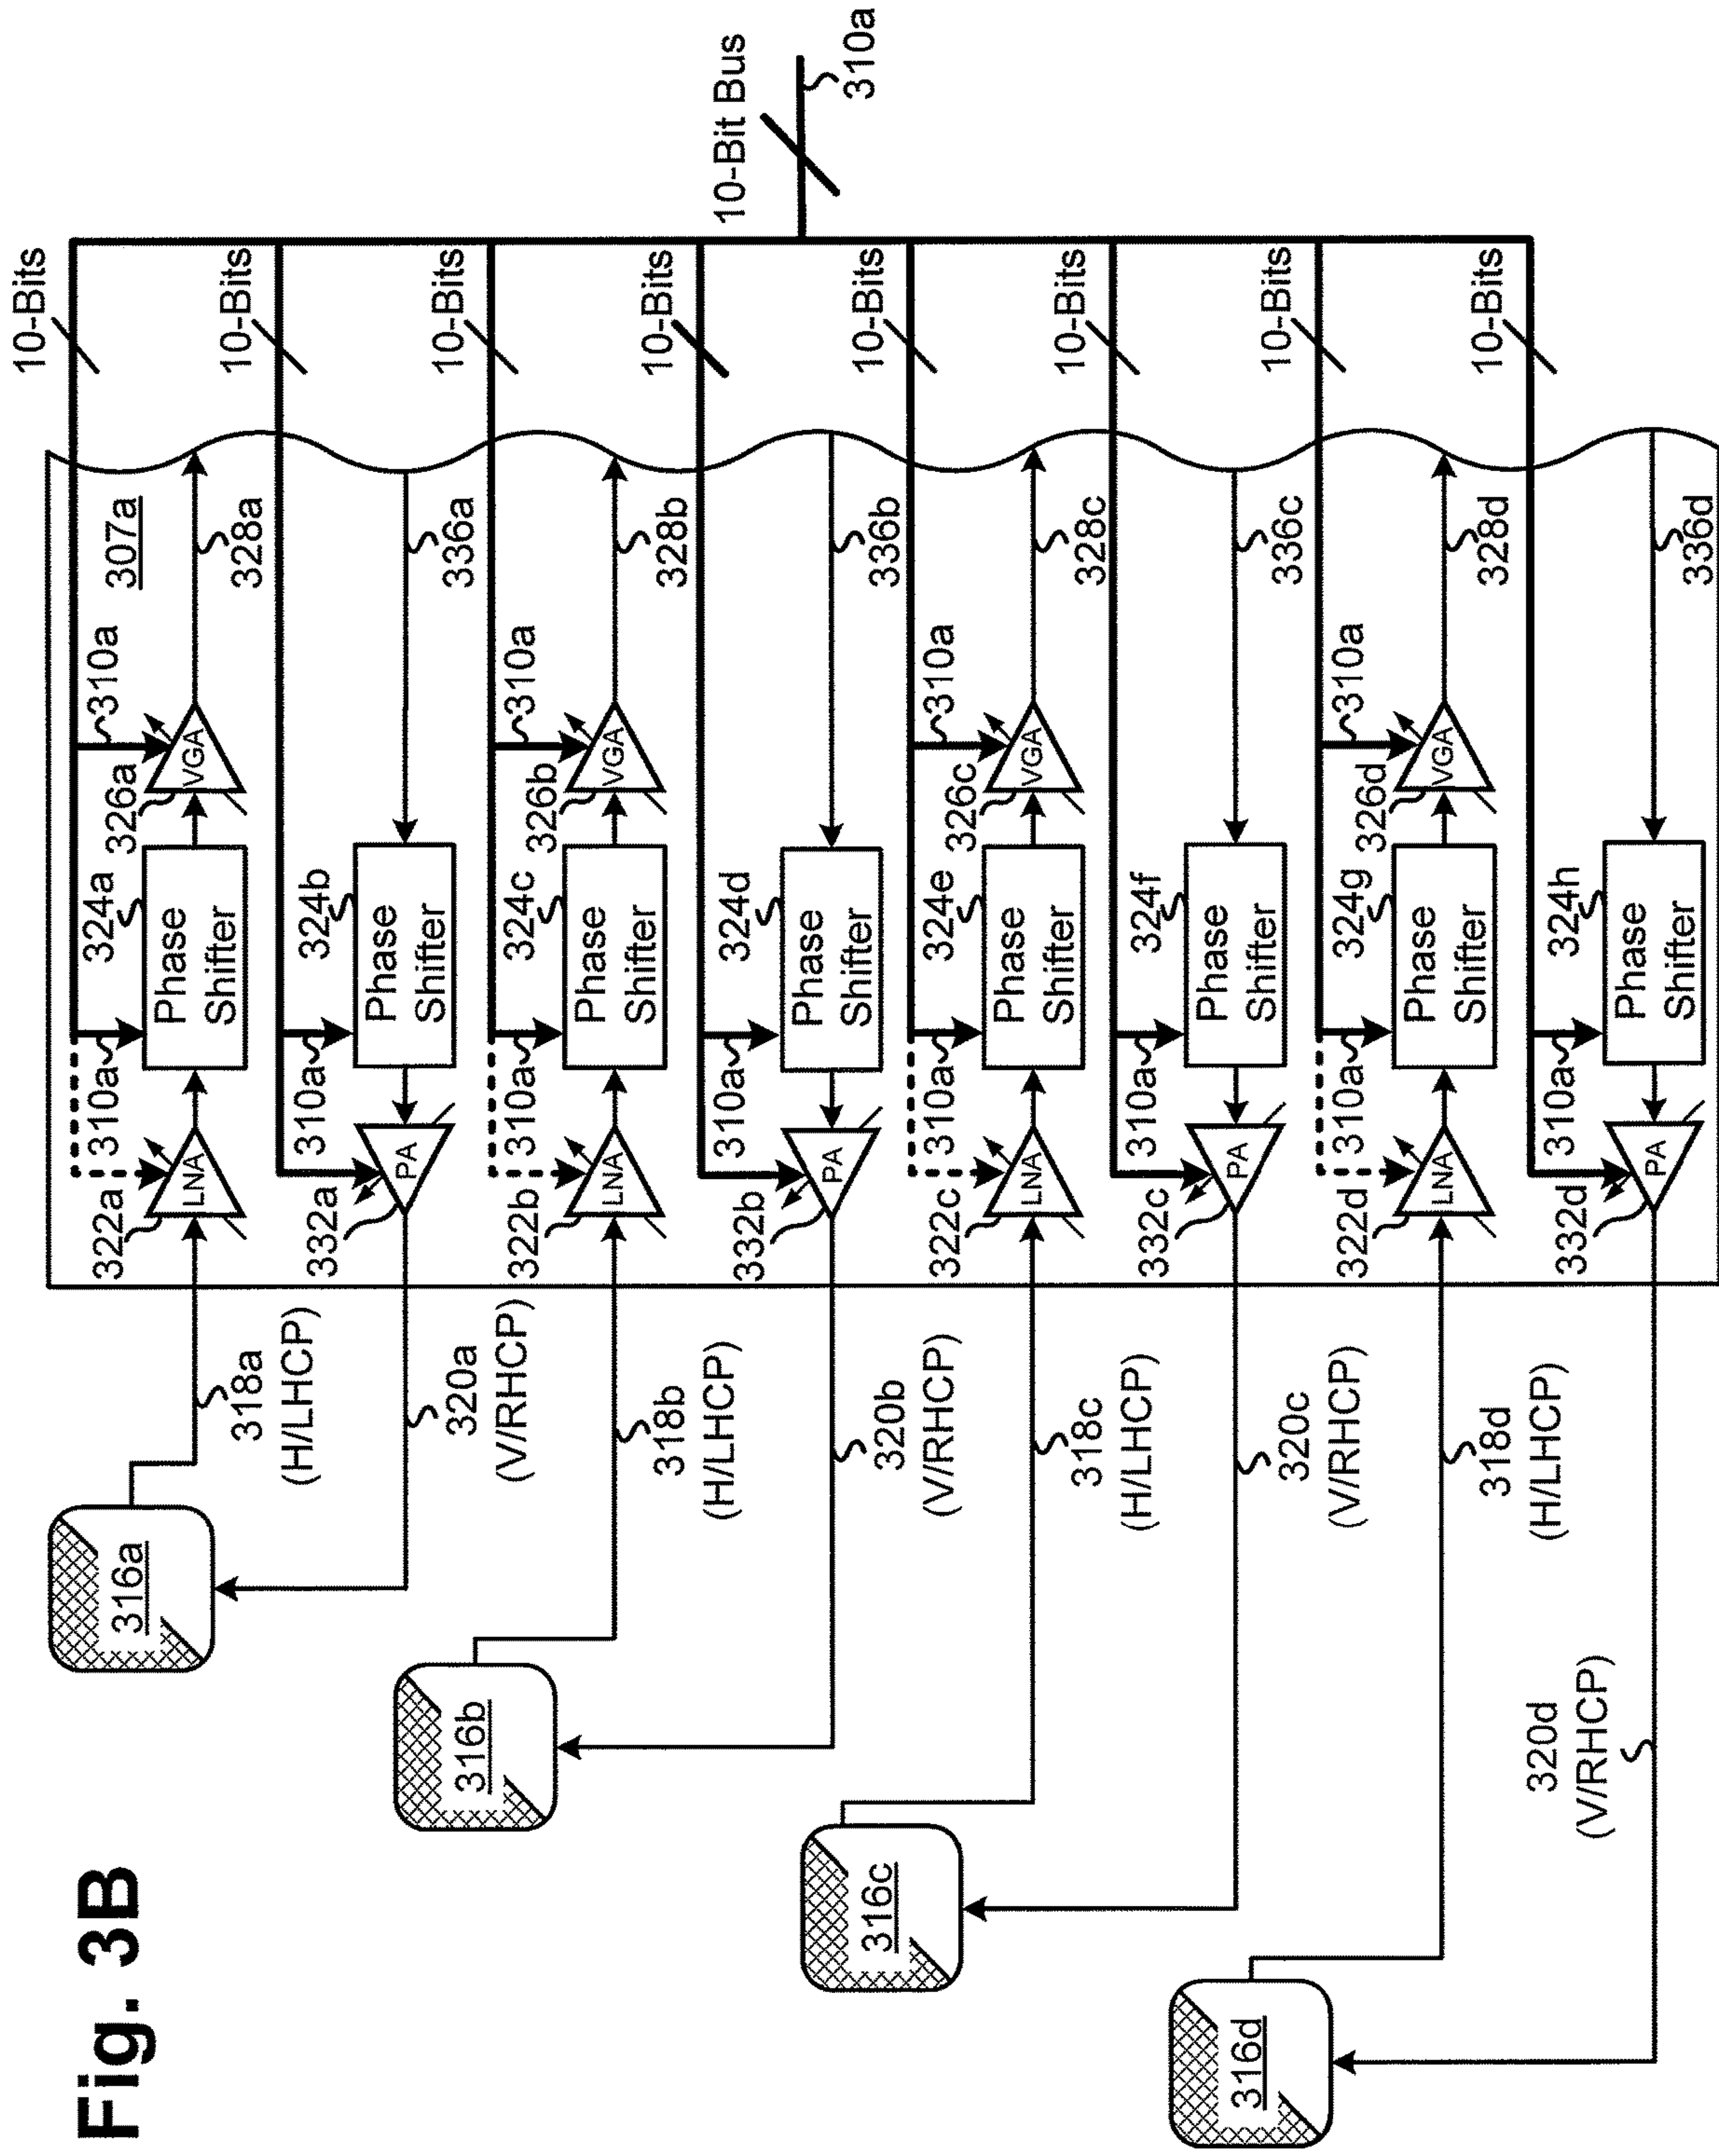 Fig. 3B
10-Bit Bus
310a
10-Bits
10-Bits
10-Bits
10-Bits
10-Bits
10-Bits
10-Bits
10-Bits
307a
316a
318a
(H/LHCP)
322a
LNA
310a
324a
Phase
Shifter
326a
VGA
310a
328a
320a
(V/RHCP)
332a
PA
310a
324b
Phase
Shifter
336a
316b
318b
(H/LHCP)
322b
LNA
310a
324c
Phase
Shifter
326b
VGA
310a
328b
320b
(V/RHCP)
332b
PA
310a
324d
Phase
Shifter
336b
316c
318c
(H/LHCP)
322c
LNA
310a
324e
Phase
Shifter
326c
VGA
310a
328c
320c
(V/RHCP)
332c
PA
310a
324f
Phase
Shifter
336c
316d
318d
(H/LHCP)
322d
LNA
310a
324g
Phase
Shifter
326d
VGA
310a
328d
320d
(V/RHCP)
332d
PA
310a
324h
Phase
Shifter
336d